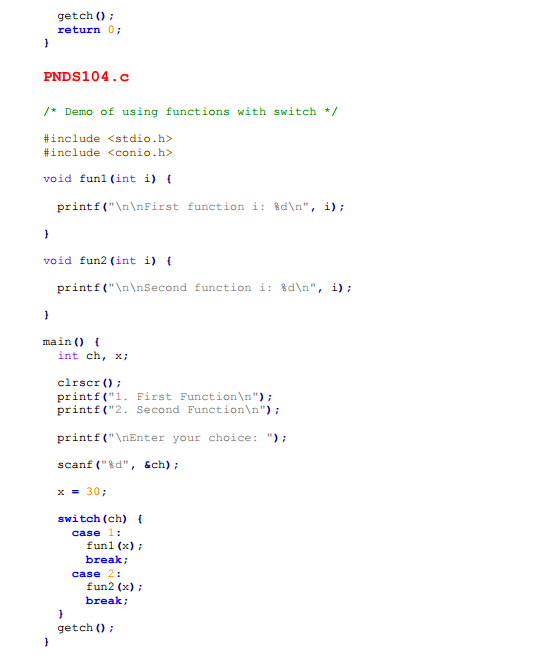 getch();
return 0;
}
PNDS104.c
/* Demo of using functions with switch */
#include <stdio.h>
#include <conio.h>
void fun1(int i) {
printf("\n\nFirst function i: %d\n", i);
}
void fun2(int i) {
printf("\n\nSecond function i: %d\n", i);
}
main() {
int ch, x;
clrscr();
printf("1. First Function\n");
printf("2. Second Function\n");
printf("\nEnter your choice: ");
scanf("%d", &ch);
x = 30;
switch(ch) {
case 1:
fun1(x);
break;
case 2:
fun2(x);
break;
}
getch();
}